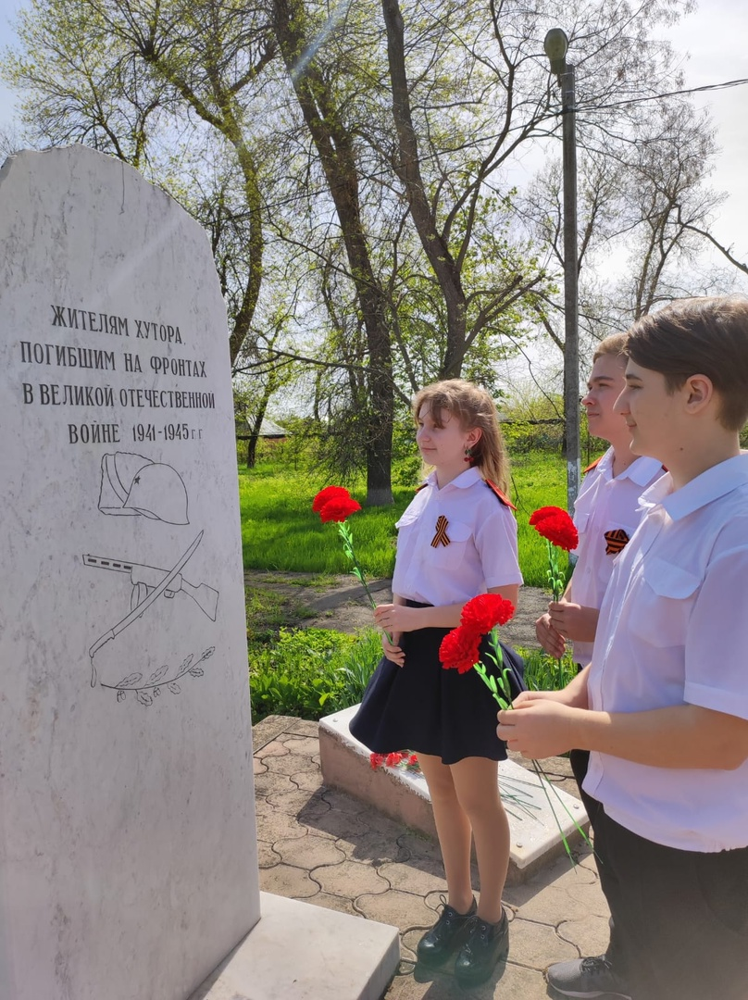 ЖИТЕЛЯМ ХУТОРА,
ПОГИБШИМ НА ФРОНТАХ
В ВЕЛИКОЙ ОТЕЧЕСТВЕННОЙ
ВОЙНЕ 1941-1945 г.г.